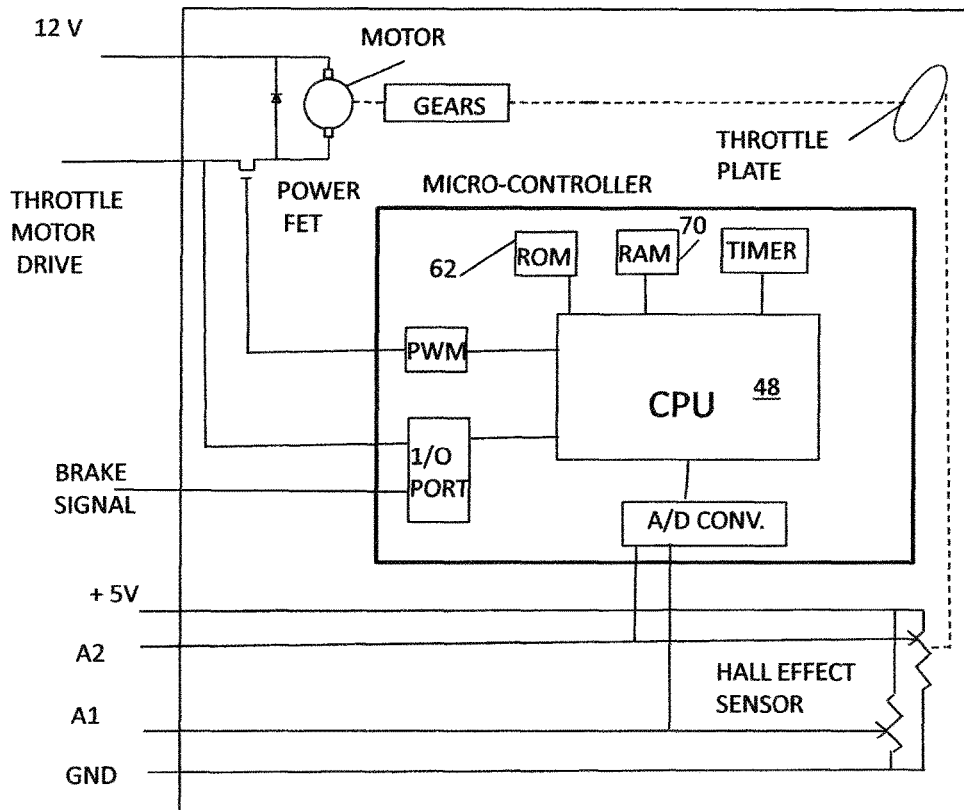 12 V
MOTOR
GEARS
THROTTLE
PLATE
THROTTLE
MOTOR
DRIVE
POWER
FET
MICRO-CONTROLLER
62
ROM
RAM
70
TIMER
PWM
CPU
48
1/O
PORT
BRAKE
SIGNAL
A/D CONV.
+ 5V
A2
HALL EFFECT
SENSOR
A1
GND